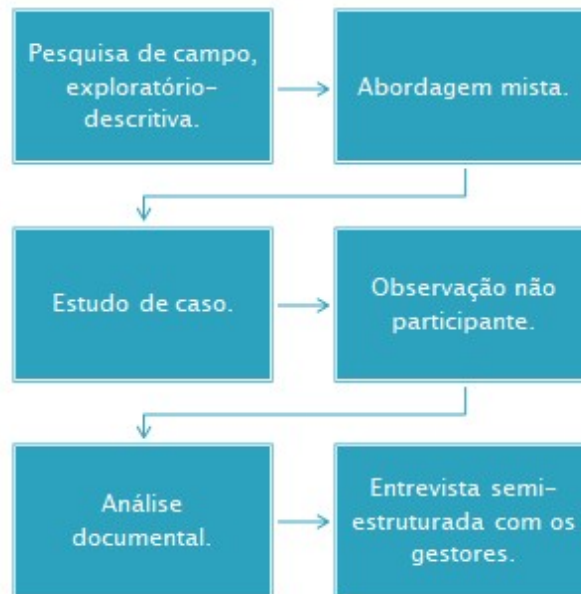 Pesquisa de campo,
exploratório-
descritiva.
Abordagem mista.
Estudo de caso.
Observação não
participante.
Análise
documental.
Entrevista semi-
estruturada com os
gestores.